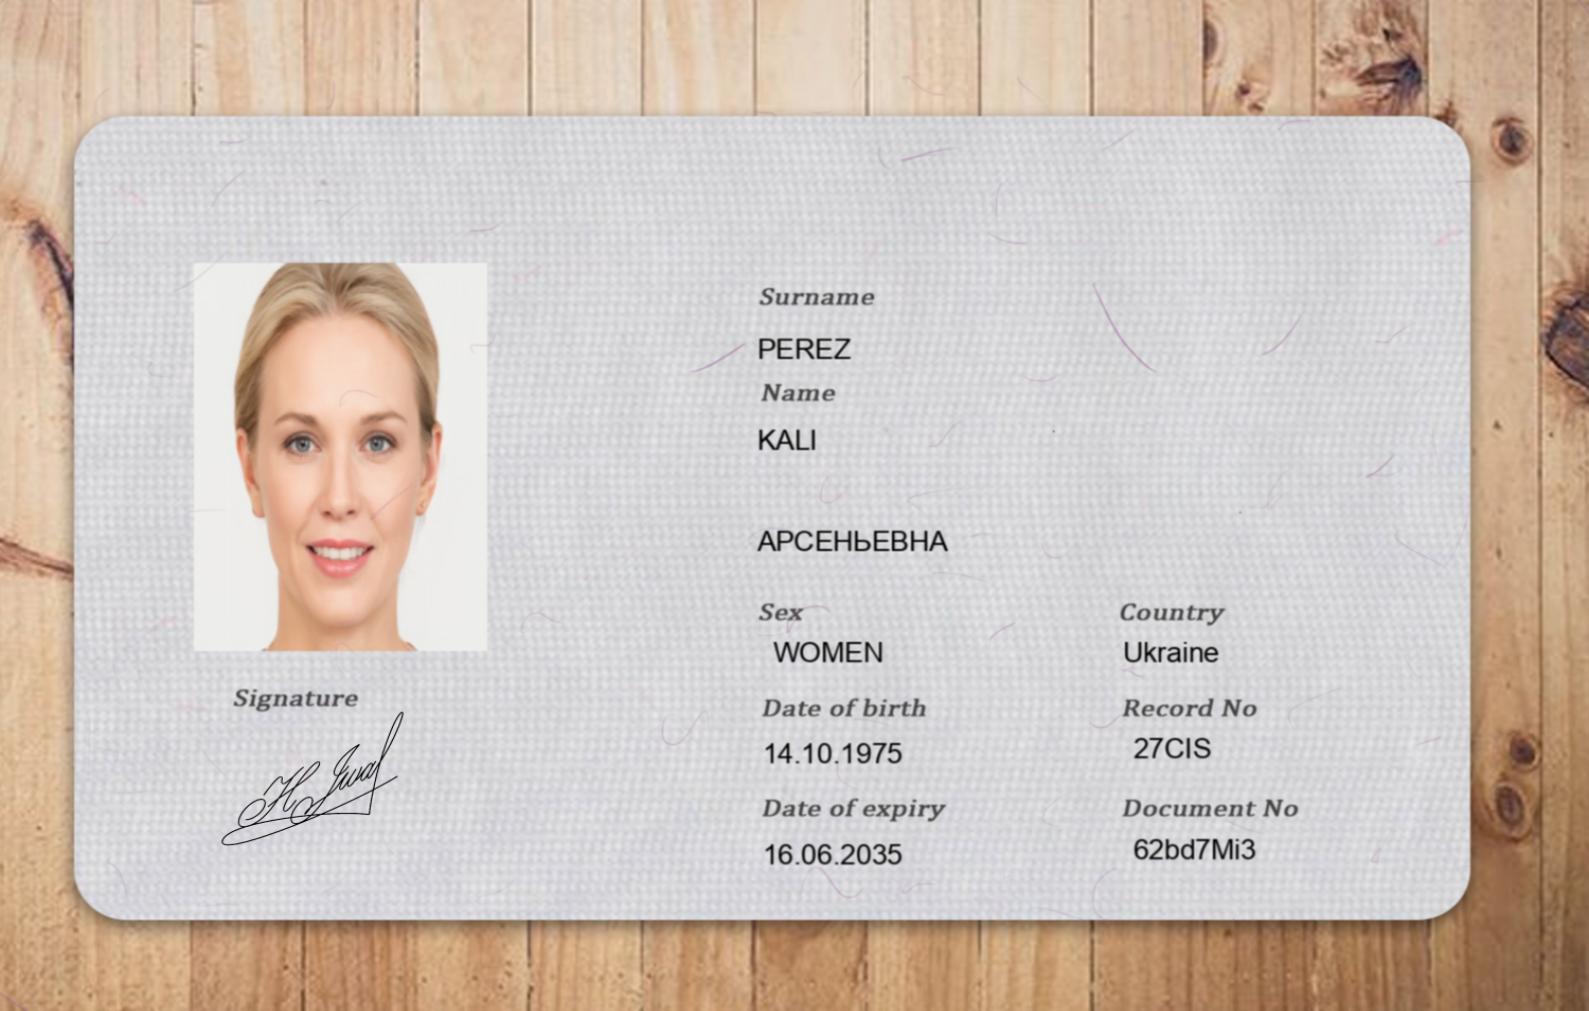 Surname
PEREZ
Name
KALI
АРСЕНЬЕВНА
Sex
Country
WOMEN
Ukraine
Date of birth
Record No
14.10.1975
27CIS
Date of expiry
Document No
16.06.2035
62bd7Mi3
Signature